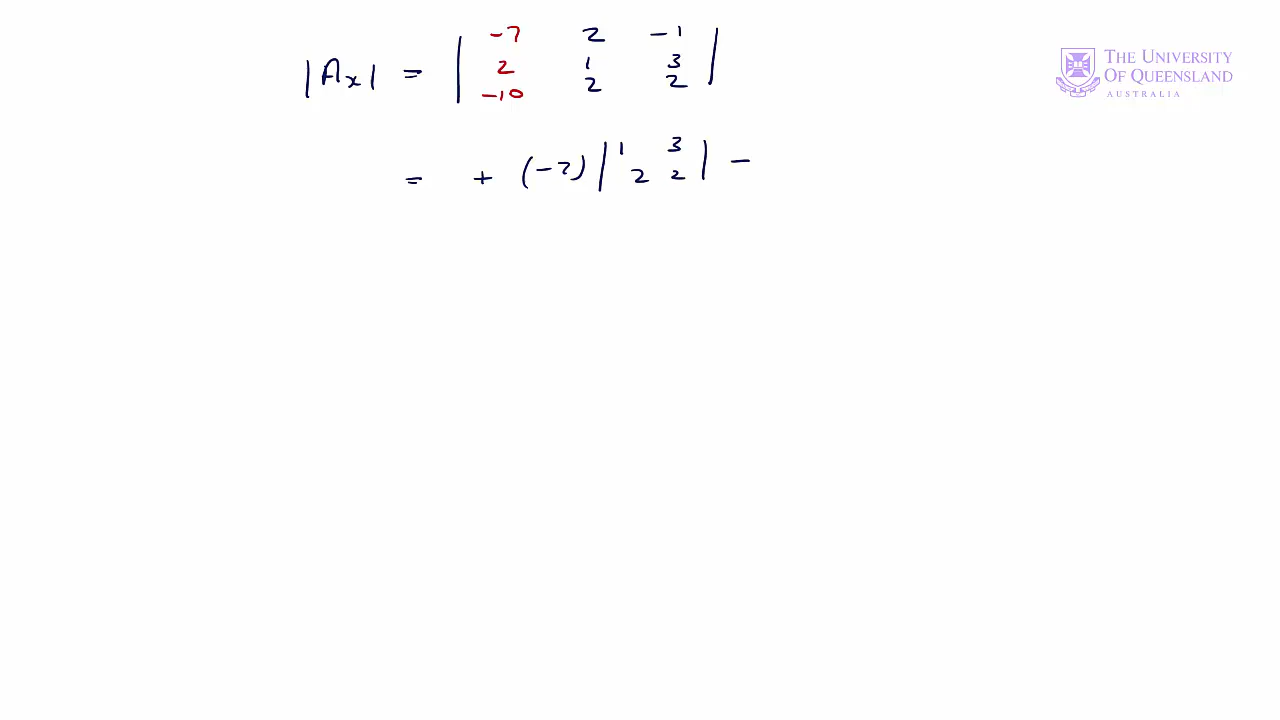 |Aₓ| = | -7 2 -1 |
2 1 3
-10 2 2
= + (-7) | 1 3 | -
2 2
THE UNIVERSITY
OF QUEENSLAND
AUSTRALIA